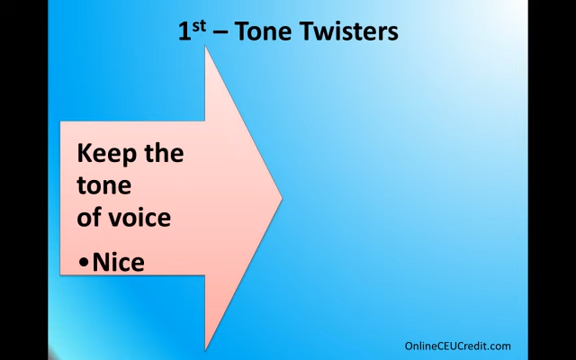 1st – Tone Twisters
Keep the
tone
of voice
•Nice
OnlineCEUCredit.com